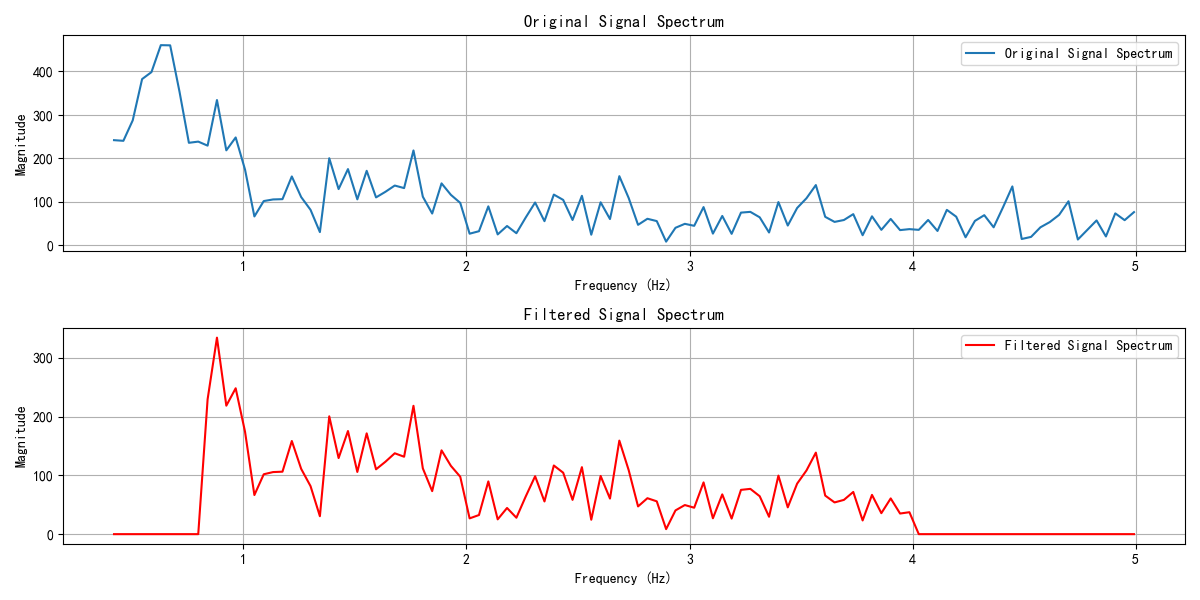 Original Signal Spectrum
Original Signal Spectrum
Magnitude
400
300
200
100
0
1 2 3 4 5
Frequency (Hz)
Filtered Signal Spectrum
Filtered Signal Spectrum
Magnitude
300
200
100
0
1 2 3 4 5
Frequency (Hz)